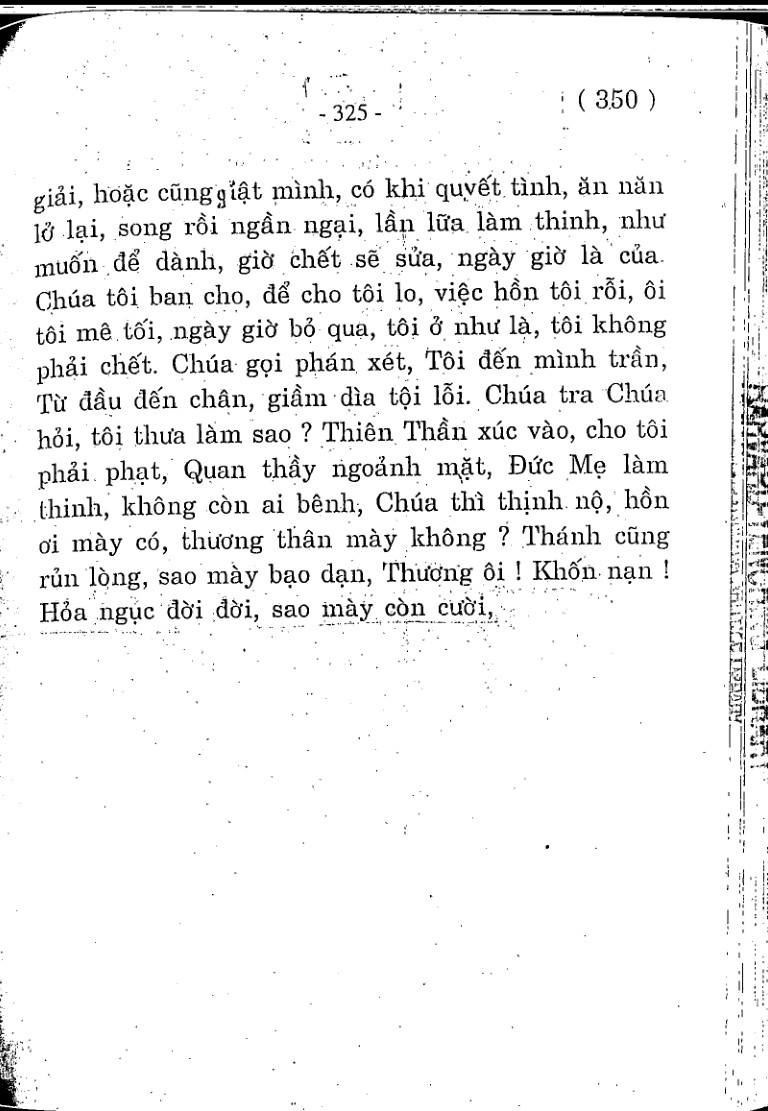 - 325 -
( 350 )
giải, hoặc cũng giật mình, có khi quyết tình, ăn năn
lở lại, song rồi ngần ngại, lần lữa làm thinh, như
muốn để dành, giờ chết sẽ sửa, ngày giờ là của
Chúa tôi ban cho, để cho tôi lo, việc hồn tôi rỗi, ôi
tôi mê tối, ngày giờ bỏ qua, tôi ở như là, tôi không
phải chết. Chúa gọi phán xét, Tôi đến mình trần,
Từ đầu đến chân, giầm dìa tội lỗi. Chúa tra Chúa
hỏi, tôi thưa làm sao ? Thiên Thần xúc vào, cho tôi
phải phạt, Quan thầy ngoảnh mặt, Đức Mẹ làm
thinh, không còn ai bênh, Chúa thì thịnh nộ, hồn
ơi mày có, thương thân mày không ? Thánh cũng
rủn lòng, sao mày bạo dạn, Thương ôi ! Khốn nạn !
Hỏa ngục đời đời, sao mày còn cười,